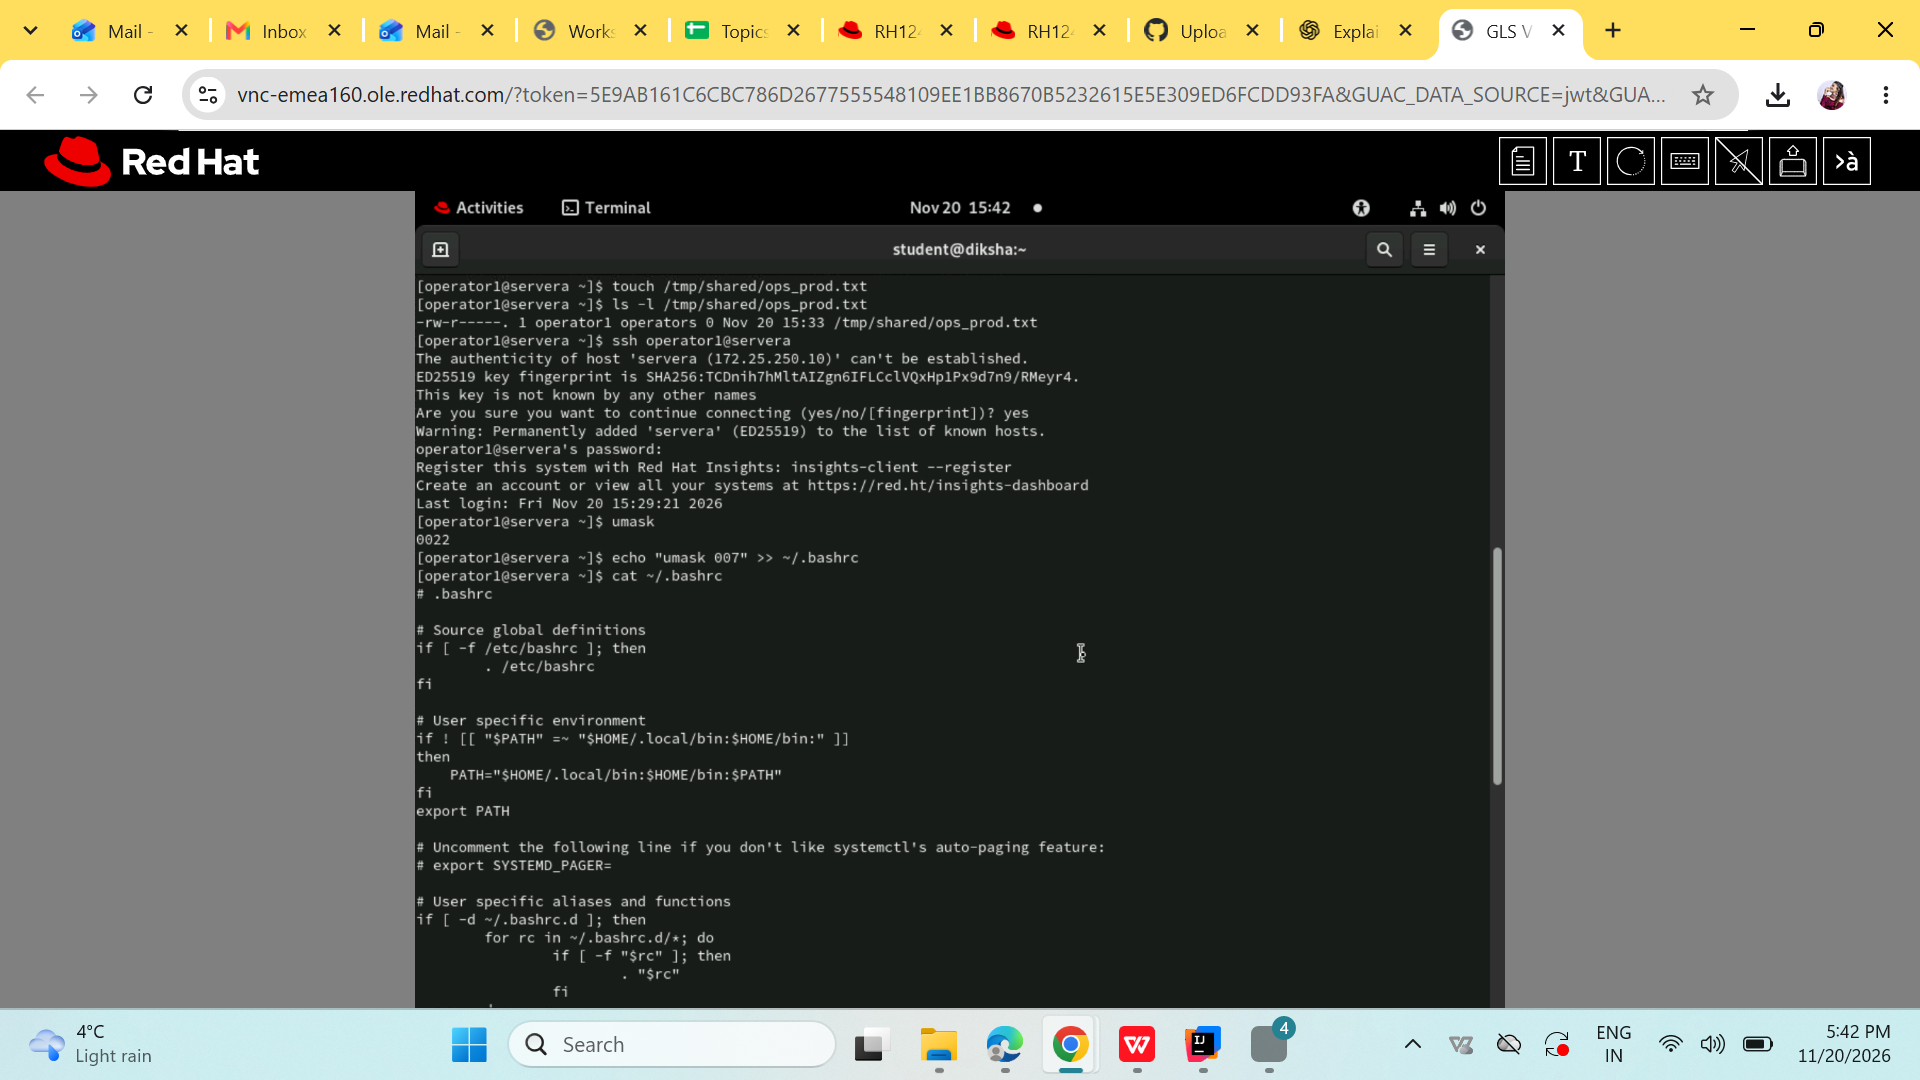 Mail -
Inbox
Mail -
Works
Topics
RH124
RH124
Uploa
Explai
GLS V
vnc-emea160.ole.redhat.com/?token=5E9AB161C6CBC786D2677555548109EE1BB8670B5232615E5E309ED6FCDD93FA&GUAC_DATA_SOURCE=jwt&GUA...
Red Hat
T
>à
Activities
Terminal
Nov 20 15:42
student@diksha:~
[operator1@servera ~]$ touch /tmp/shared/ops_prod.txt
[operator1@servera ~]$ ls -l /tmp/shared/ops_prod.txt
-rw-r-----. 1 operator1 operators 0 Nov 20 15:33 /tmp/shared/ops_prod.txt
[operator1@servera ~]$ ssh operator1@servera
The authenticity of host 'servera (172.25.250.10)' can't be established.
ED25519 key fingerprint is SHA256:TCDnih7hMltAIZgn6IFLCclVQxHp1Px9d7n9/RMeyr4.
This key is not known by any other names
Are you sure you want to continue connecting (yes/no/[fingerprint])? yes
Warning: Permanently added 'servera' (ED25519) to the list of known hosts.
operator1@servera's password:
Register this system with Red Hat Insights: insights-client --register
Create an account or view all your systems at https://red.ht/insights-dashboard
Last login: Fri Nov 20 15:29:21 2026
[operator1@servera ~]$ umask
0022
[operator1@servera ~]$ echo "umask 007" >> ~/.bashrc
[operator1@servera ~]$ cat ~/.bashrc
# .bashrc
# Source global definitions
if [ -f /etc/bashrc ]; then
. /etc/bashrc
fi
# User specific environment
if ! [[ "$PATH" =~ "$HOME/.local/bin:$HOME/bin:" ]]
then
PATH="$HOME/.local/bin:$HOME/bin:$PATH"
fi
export PATH
# Uncomment the following line if you don't like systemctl's auto-paging feature:
# export SYSTEMD_PAGER=
# User specific aliases and functions
if [ -d ~/.bashrc.d ]; then
for rc in ~/.bashrc.d/*; do
if [ -f "$rc" ]; then
. "$rc"
fi
4°C
Light rain
Search
4
ENG
IN
5:42 PM
11/20/2026